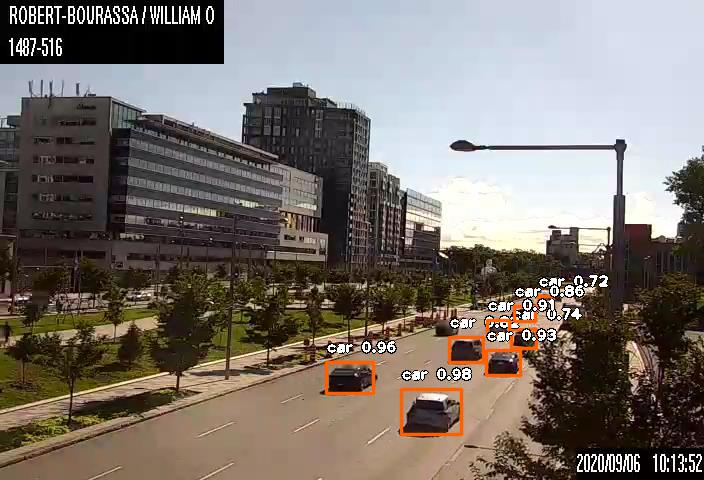 ROBERT-BOURASSA / WILLIAM O
1487-516
car 0.72
car 0.86
car 0.91
car 0.74
car
car 0.93
car 0.96
car 0.98
2020/09/06 10:13:52